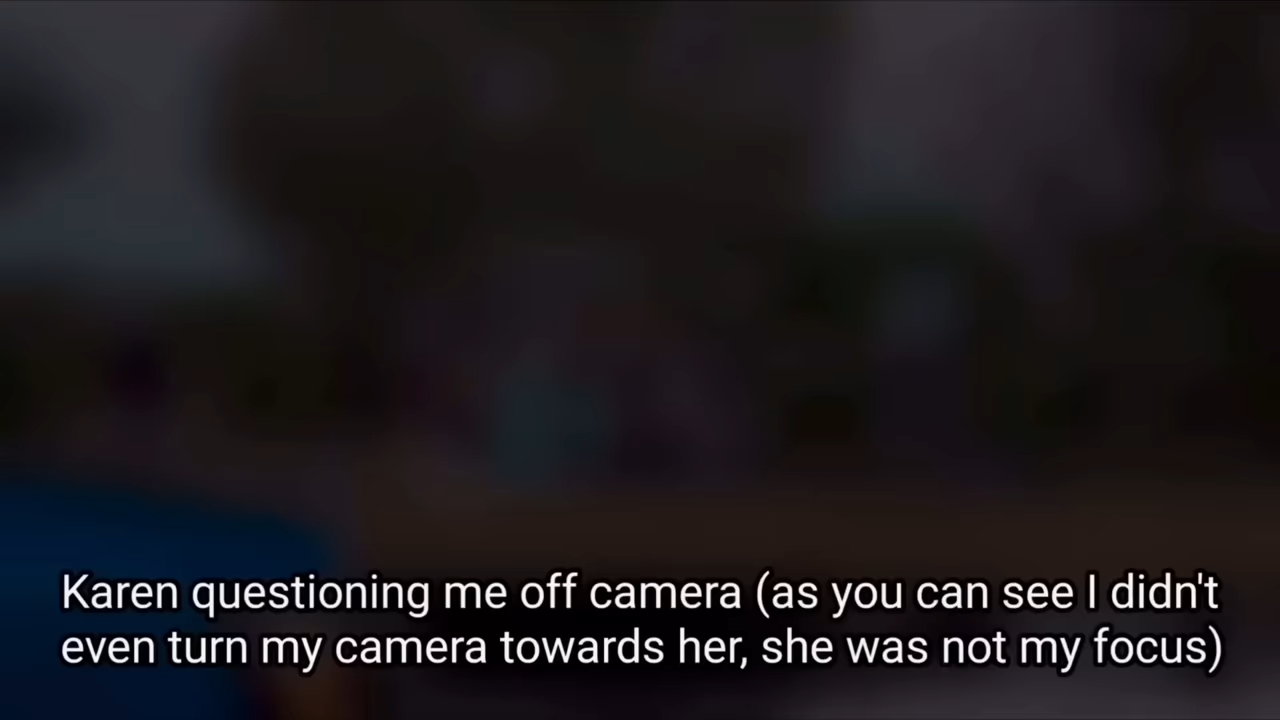 Karen questioning me off camera (as you can see I didn't
even turn my camera towards her, she was not my focus)